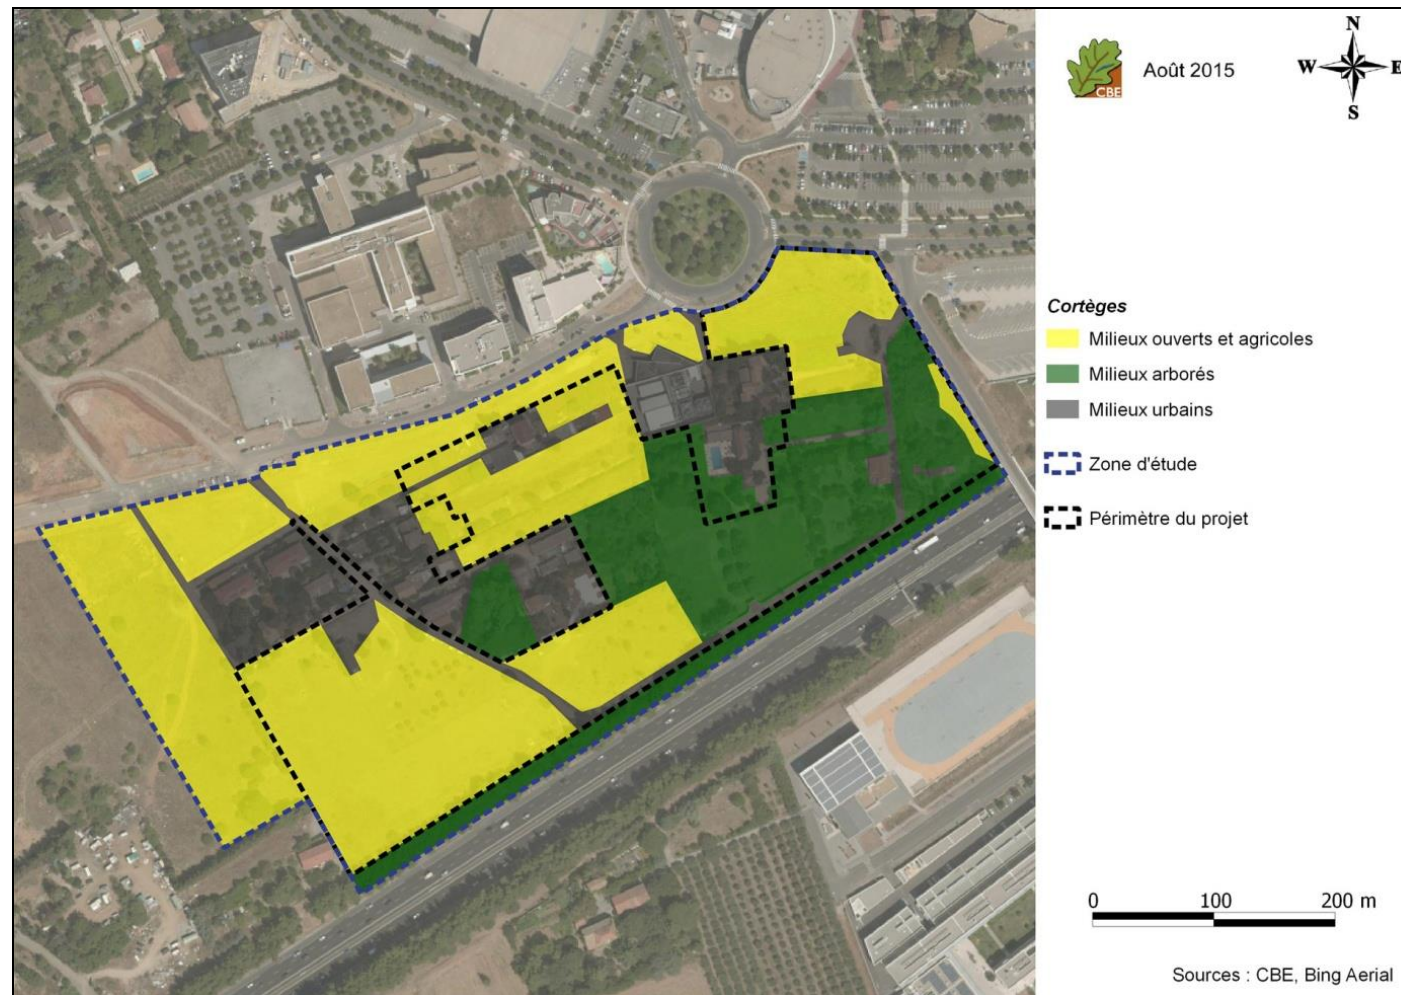 N
W E
S
CBE
Août 2015
Cortèges
Milieux ouverts et agricoles
Milieux arborés
Milieux urbains
Zone d'étude
Périmètre du projet
0 100 200 m
Sources : CBE, Bing Aerial